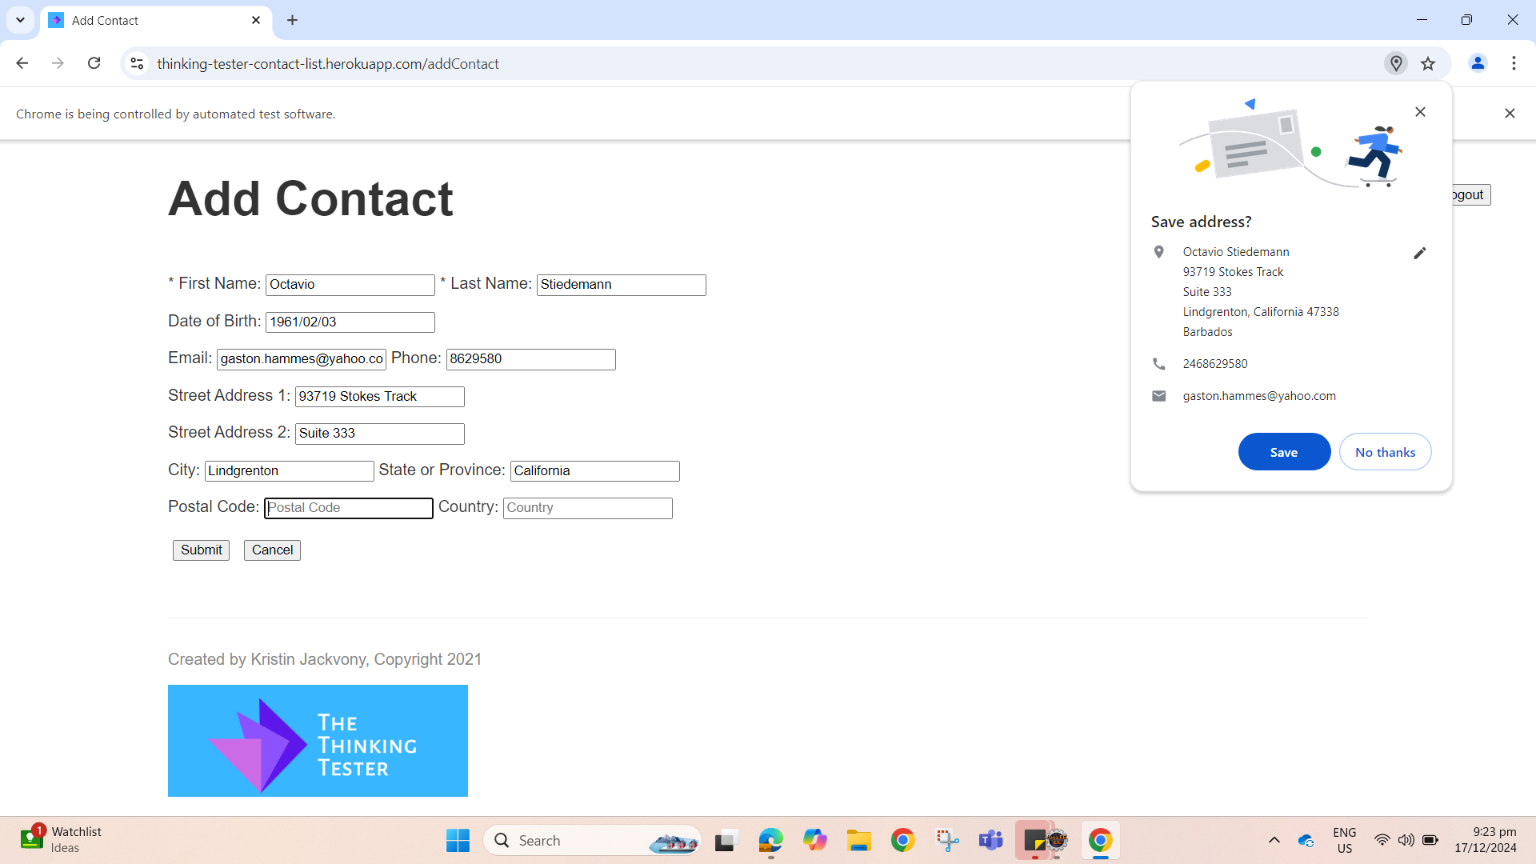 Add Contact
thinking-tester-contact-list.herokuapp.com/addContact
Chrome is being controlled by automated test software.
Add Contact
ogout
* First Name: Octavio * Last Name: Stiedemann
Date of Birth: 1961/02/03
Email: gaston.hammes@yahoo.co Phone: 8629580
Street Address 1: 93719 Stokes Track
Street Address 2: Suite 333
City: Lindgrenton State or Province: California
Postal Code: Postal Code Country: Country
Submit Cancel
Save address?
Octavio Stiedemann
93719 Stokes Track
Suite 333
Lindgrenton, California 47338
Barbados
2468629580
gaston.hammes@yahoo.com
Save No thanks
Created by Kristin Jackvony, Copyright 2021
THE
THINKING
TESTER
1
Watchlist
Ideas
Search
ENG
US
9:23 pm
17/12/2024